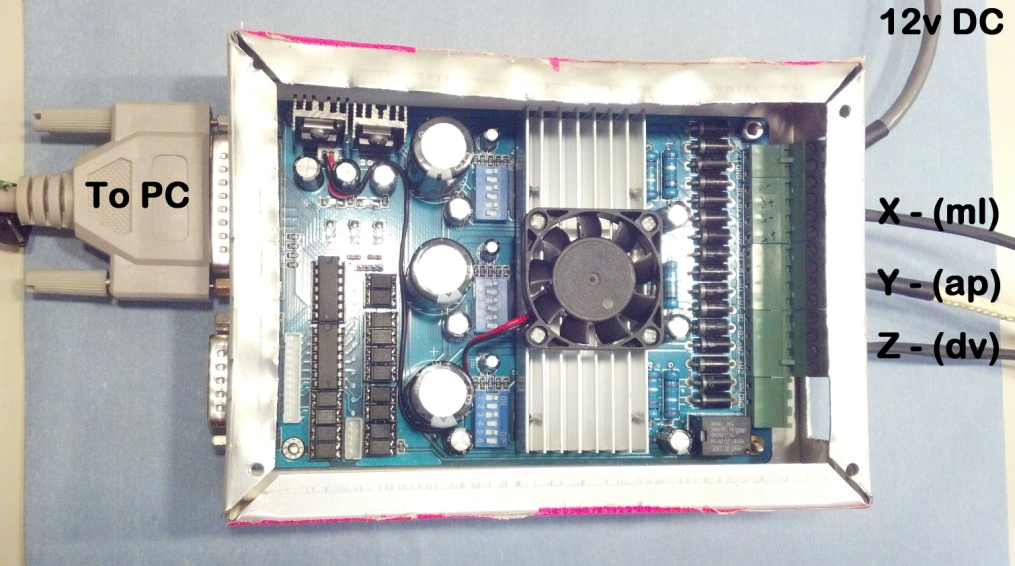 12v DC
To PC
X - (ml)
Y - (ap)
Z - (dv)